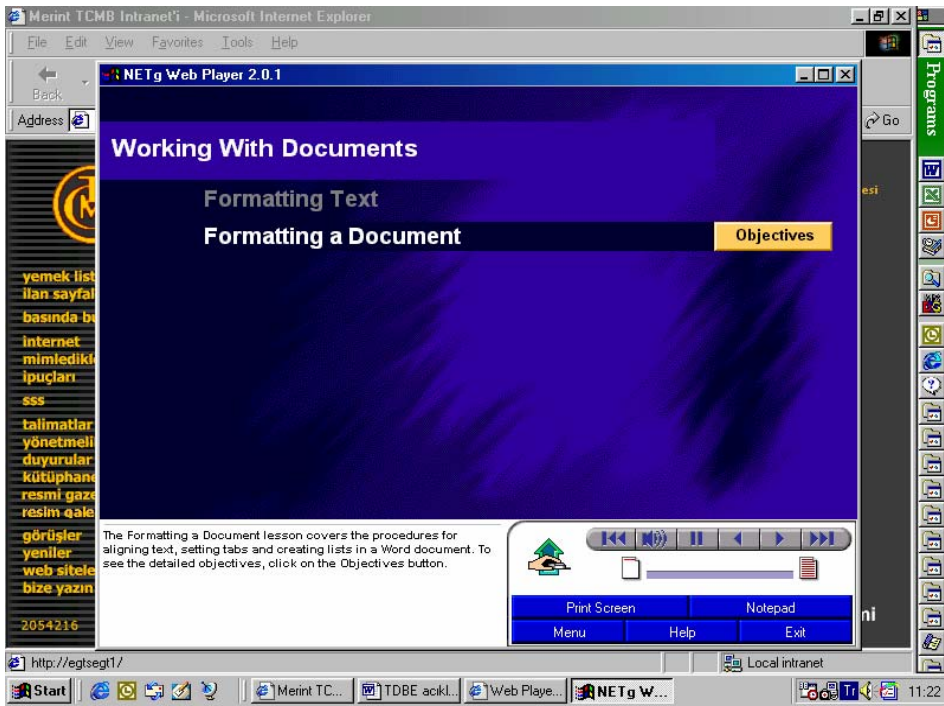 Merint TCMB Intranet'i - Microsoft Internet Explorer
File Edit View Favorites Tools Help
Back
Address
Go
NETg Web Player 2.0.1
Programs
Working With Documents
Formatting Text
Formatting a Document
Objectives
esi
yemek list
ilan sayfal
basında bu
internet
mimledikle
ipuçları
sss
talimatlar
yönetmeli
duyurular
kütüphane
resmi gaze
resim gale
görüşler
yeniler
web sitele
bize yazın
2054216
The Formatting a Document lesson covers the procedures for
aligning text, setting tabs and creating lists in a Word document. To
see the detailed objectives, click on the Objectives button.
Print Screen Notepad
Menu Help Exit
ni
http://egtsegt1/
Local intranet
Start Merint TC... TDBE acıkl... Web Playe... NETg W... Tr 11:22